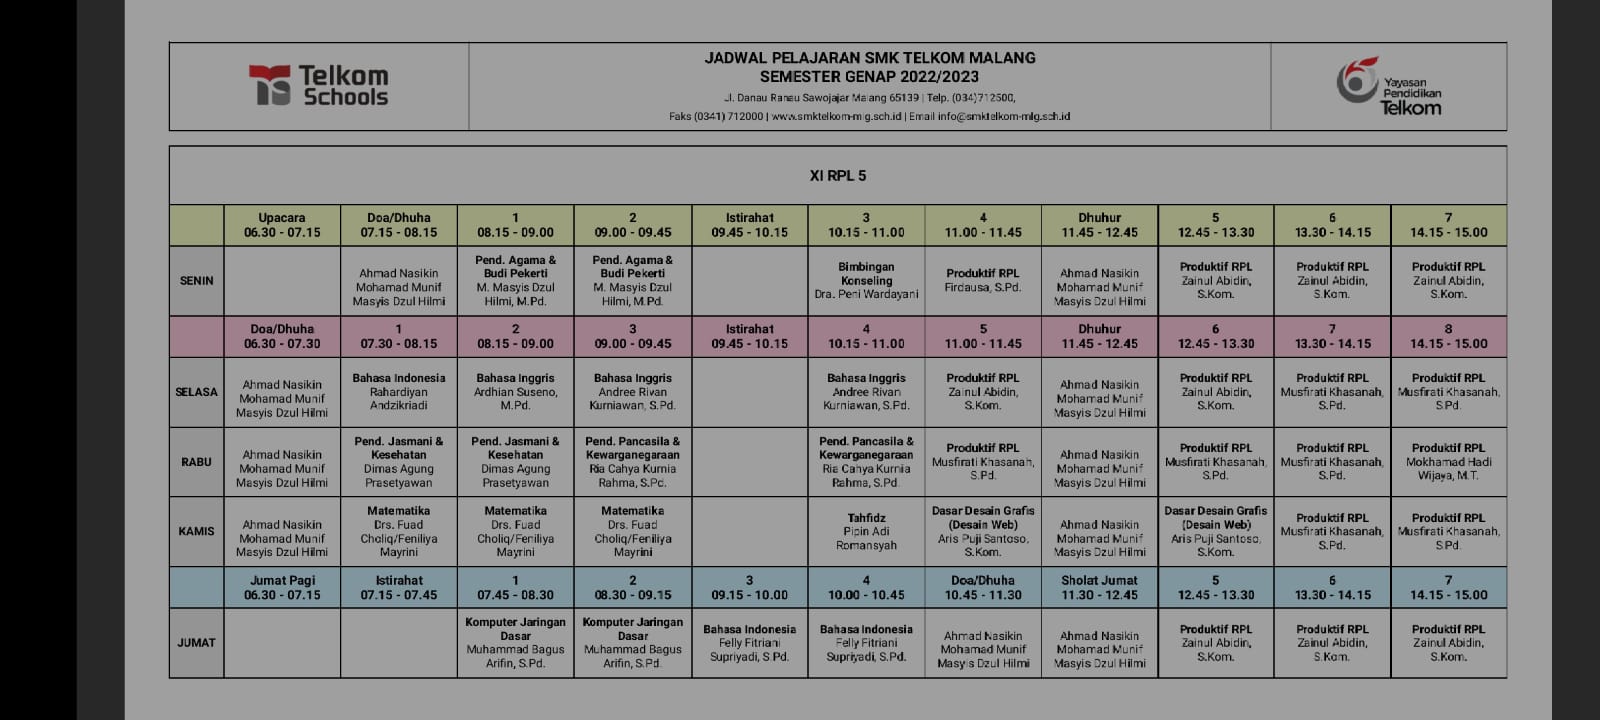 Telkom
Schools
JADWAL PELAJARAN SMK TELKOM MALANG
SEMESTER GENAP 2022/2023
Jl. Danau Ranau Sawojajar Malang 65139 | Telp. (034)712500,
Faks (0341) 712000 | www.smktelkom-mlg.sch.id | Email info@smktelkom-mlg.sch.id
Yayasan
Pendidikan
Telkom
XI RPL 5
Upacara Doa/Dhuha 1 2 Istirahat 3 4 Dhuhur 5 6 7
06.30 - 07.15 07.15 - 08.15 08.15 - 09.00 09.00 - 09.45 09.45 - 10.15 10.15 - 11.00 11.00 - 11.45 11.45 - 12.45 12.45 - 13.30 13.30 - 14.15 14.15 - 15.00
SENIN
Ahmad Nasikin
Mohamad Munif
Masyis Dzul Hilmi
Pend. Agama &
Budi Pekerti
M. Masyis Dzul
Hilmi, M.Pd.
Pend. Agama &
Budi Pekerti
M. Masyis Dzul
Hilmi, M.Pd.
Bimbingan
Konseling
Dra. Peni Wardayani
Produktif RPL
Firdausa, S.Pd.
Ahmad Nasikin
Mohamad Munif
Masyis Dzul Hilmi
Produktif RPL
Zainul Abidin,
S.Kom.
Produktif RPL
Zainul Abidin,
S.Kom.
Produktif RPL
Zainul Abidin,
S.Kom.
Doa/Dhuha 1 2 3 Istirahat 4 5 Dhuhur 6 7 8
06.30 - 07.30 07.30 - 08.15 08.15 - 09.00 09.00 - 09.45 09.45 - 10.15 10.15 - 11.00 11.00 - 11.45 11.45 - 12.45 12.45 - 13.30 13.30 - 14.15 14.15 - 15.00
SELASA
Ahmad Nasikin
Mohamad Munif
Masyis Dzul Hilmi
Bahasa Indonesia
Rahardiyan
Andzikriadi
Bahasa Inggris
Ardhian Suseno,
M.Pd.
Bahasa Inggris
Andree Rivan
Kurniawan, S.Pd.
Bahasa Inggris
Andree Rivan
Kurniawan, S.Pd.
Produktif RPL
Zainul Abidin,
S.Kom.
Ahmad Nasikin
Mohamad Munif
Masyis Dzul Hilmi
Produktif RPL
Zainul Abidin,
S.Kom.
Produktif RPL
Musfirati Khasanah,
S.Pd.
Produktif RPL
Musfirati Khasanah,
S.Pd.
RABU
Ahmad Nasikin
Mohamad Munif
Masyis Dzul Hilmi
Pend. Jasmani &
Kesehatan
Dimas Agung
Prasetyawan
Pend. Jasmani &
Kesehatan
Dimas Agung
Prasetyawan
Pend. Pancasila &
Kewarganegaraan
Ria Cahya Kurnia
Rahma, S.Pd.
Pend. Pancasila &
Kewarganegaraan
Ria Cahya Kurnia
Rahma, S.Pd.
Produktif RPL
Musfirati Khasanah,
S.Pd.
Ahmad Nasikin
Mohamad Munif
Masyis Dzul Hilmi
Produktif RPL
Musfirati Khasanah,
S.Pd.
Produktif RPL
Musfirati Khasanah,
S.Pd.
Produktif RPL
Mokhamad Hadi
Wijaya, M.T.
KAMIS
Ahmad Nasikin
Mohamad Munif
Masyis Dzul Hilmi
Matematika
Drs. Fuad
Choliq/Feniliya
Mayrini
Matematika
Drs. Fuad
Choliq/Feniliya
Mayrini
Matematika
Drs. Fuad
Choliq/Feniliya
Mayrini
Tahfidz
Pipin Adi
Romansyah
Dasar Desain Grafis
(Desain Web)
Aris Puji Santoso,
S.Kom.
Ahmad Nasikin
Mohamad Munif
Masyis Dzul Hilmi
Dasar Desain Grafis
(Desain Web)
Aris Puji Santoso,
S.Kom.
Produktif RPL
Musfirati Khasanah,
S.Pd.
Produktif RPL
Musfirati Khasanah,
S.Pd.
Jumat Pagi Istirahat 1 2 3 4 Doa/Dhuha Sholat Jumat 5 6 7
06.30 - 07.15 07.15 - 07.45 07.45 - 08.30 08.30 - 09.15 09.15 - 10.00 10.00 - 10.45 10.45 - 11.30 11.30 - 12.45 12.45 - 13.30 13.30 - 14.15 14.15 - 15.00
JUMAT
Komputer Jaringan
Dasar
Muhammad Bagus
Arifin, S.Pd.
Komputer Jaringan
Dasar
Muhammad Bagus
Arifin, S.Pd.
Bahasa Indonesia
Felly Fitriani
Supriyadi, S.Pd.
Bahasa Indonesia
Felly Fitriani
Supriyadi, S.Pd.
Ahmad Nasikin
Mohamad Munif
Masyis Dzul Hilmi
Ahmad Nasikin
Mohamad Munif
Masyis Dzul Hilmi
Produktif RPL
Zainul Abidin,
S.Kom.
Produktif RPL
Zainul Abidin,
S.Kom.
Produktif RPL
Zainul Abidin,
S.Kom.